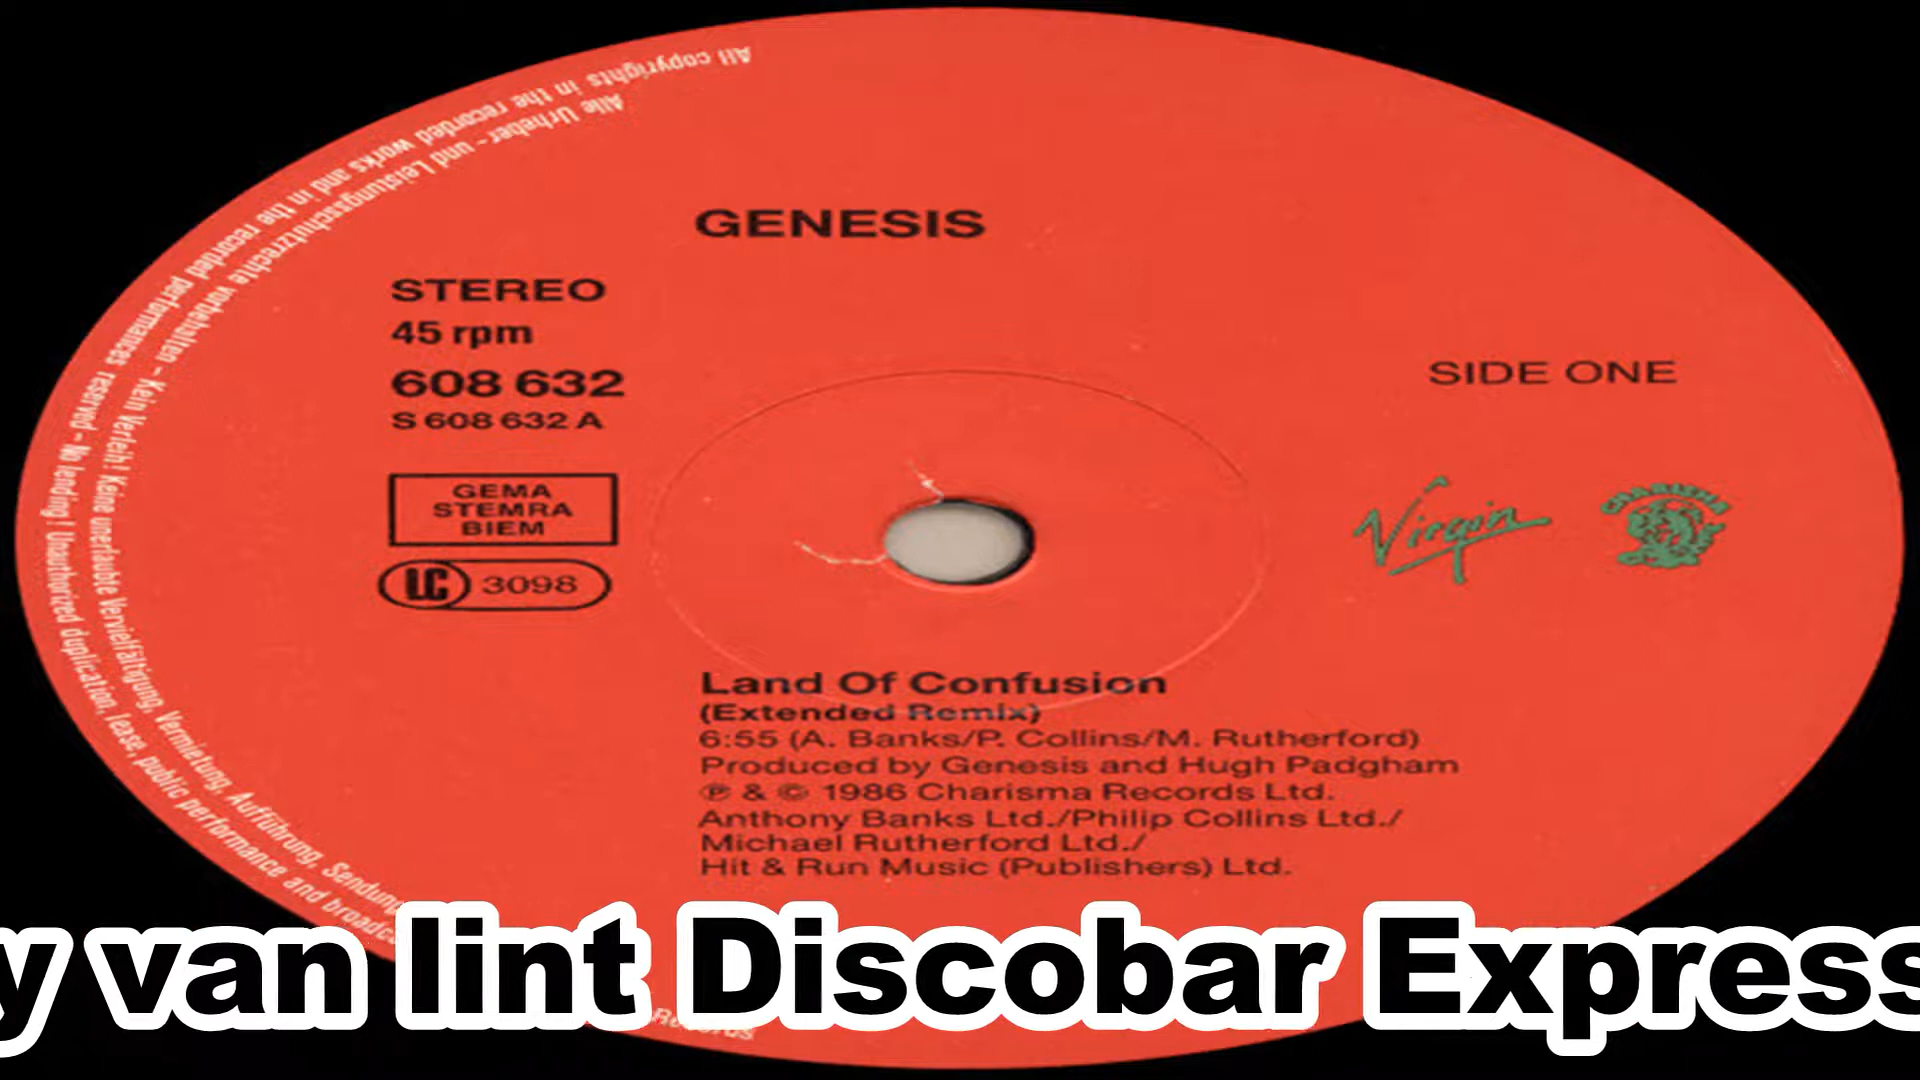 All copyrights in the recorded works and in the recorded performances reserved - No lending! Unauthorized duplication, lease, public performance and broadca
Alle Urheber- und Leistungsschutzrechte vorbehalten - Kein Verleih! Keine unerlaubte Vervielfältigung, Vermietung, Aufführung, Sendung
GENESIS
STEREO
45 rpm
608 632
S 608 632 A
SIDE ONE
GEMA
STEMRA
BIEM
LC 3098
Virgin
CHARISMA
Land Of Confusion
(Extended Remix)
6:55 (A. Banks/P. Collins/M. Rutherford)
Produced by Genesis and Hugh Padgham
℗ & © 1986 Charisma Records Ltd.
Anthony Banks Ltd./Philip Collins Ltd./
Michael Rutherford Ltd./
Hit & Run Music (Publishers) Ltd.
y van lint Discobar Express
Records